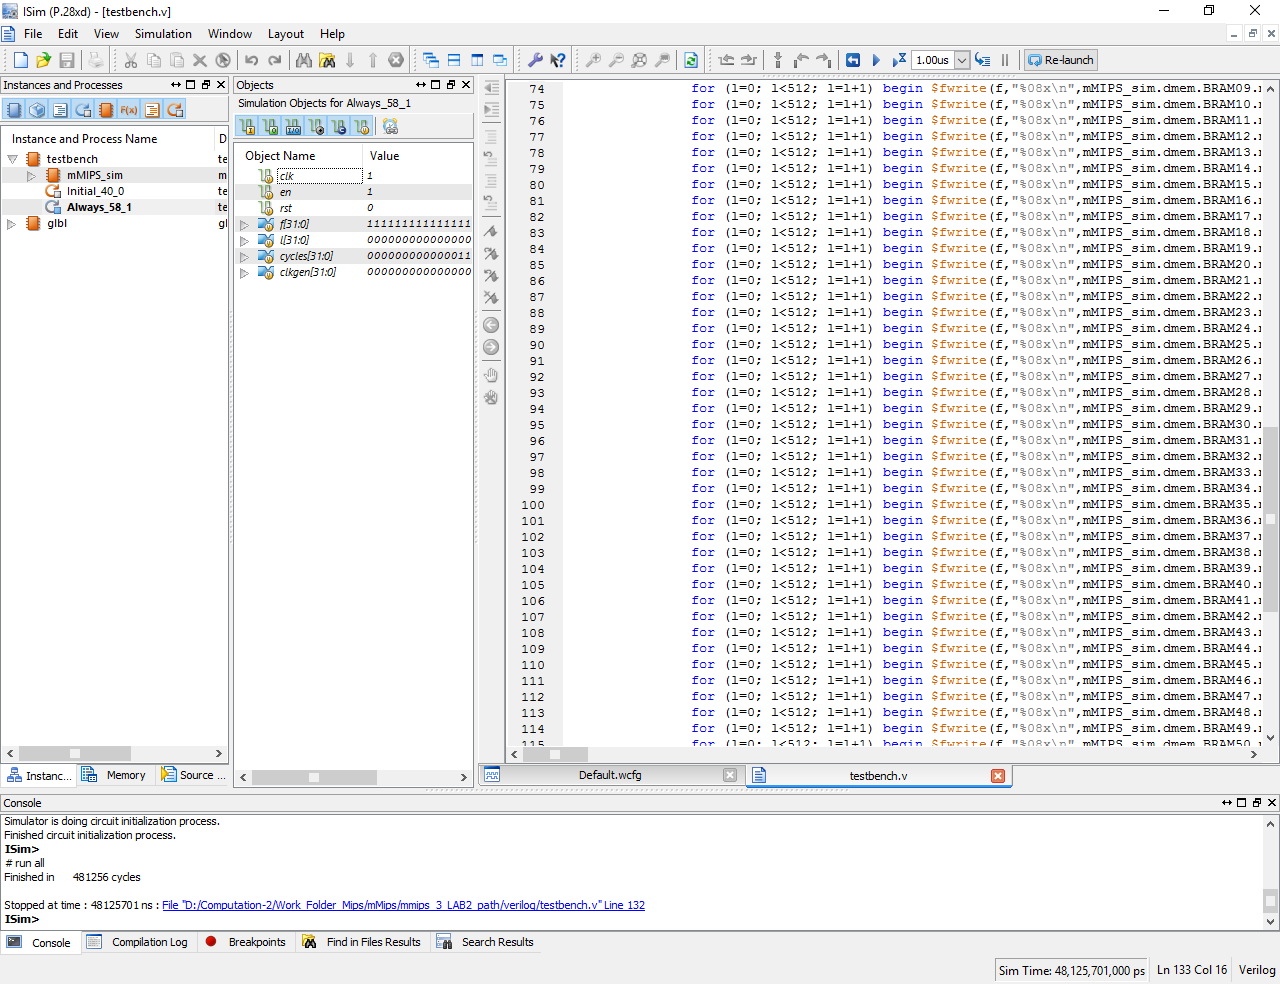 ISim (P.28xd) - [testbench.v]
File Edit View Simulation Window Layout Help
1.00us Re-launch
Instances and Processes
Instance and Process Name D
testbench te
mMIPS_sim m
Initial_40_0 te
Always_58_1 te
glbl gl
Instanc... Memory Source ...
Objects
Simulation Objects for Always_58_1
Object Name Value
clk 1
en 1
rst 0
f[31:0] 1111111111111111
l[31:0] 0000000000000000
cycles[31:0] 0000000000000011
clkgen[31:0] 0000000000000000
74 for (l=0; l<512; l=l+1) begin $fwrite(f,"%08x\n",mMIPS_sim.dmem.BRAM09.
75 for (l=0; l<512; l=l+1) begin $fwrite(f,"%08x\n",mMIPS_sim.dmem.BRAM10.
76 for (l=0; l<512; l=l+1) begin $fwrite(f,"%08x\n",mMIPS_sim.dmem.BRAM11.
77 for (l=0; l<512; l=l+1) begin $fwrite(f,"%08x\n",mMIPS_sim.dmem.BRAM12.
78 for (l=0; l<512; l=l+1) begin $fwrite(f,"%08x\n",mMIPS_sim.dmem.BRAM13.
79 for (l=0; l<512; l=l+1) begin $fwrite(f,"%08x\n",mMIPS_sim.dmem.BRAM14.
80 for (l=0; l<512; l=l+1) begin $fwrite(f,"%08x\n",mMIPS_sim.dmem.BRAM15.
81 for (l=0; l<512; l=l+1) begin $fwrite(f,"%08x\n",mMIPS_sim.dmem.BRAM16.
82 for (l=0; l<512; l=l+1) begin $fwrite(f,"%08x\n",mMIPS_sim.dmem.BRAM17.
83 for (l=0; l<512; l=l+1) begin $fwrite(f,"%08x\n",mMIPS_sim.dmem.BRAM18.
84 for (l=0; l<512; l=l+1) begin $fwrite(f,"%08x\n",mMIPS_sim.dmem.BRAM19.
85 for (l=0; l<512; l=l+1) begin $fwrite(f,"%08x\n",mMIPS_sim.dmem.BRAM20.
86 for (l=0; l<512; l=l+1) begin $fwrite(f,"%08x\n",mMIPS_sim.dmem.BRAM21.
87 for (l=0; l<512; l=l+1) begin $fwrite(f,"%08x\n",mMIPS_sim.dmem.BRAM22.
88 for (l=0; l<512; l=l+1) begin $fwrite(f,"%08x\n",mMIPS_sim.dmem.BRAM23.
89 for (l=0; l<512; l=l+1) begin $fwrite(f,"%08x\n",mMIPS_sim.dmem.BRAM24.
90 for (l=0; l<512; l=l+1) begin $fwrite(f,"%08x\n",mMIPS_sim.dmem.BRAM25.
91 for (l=0; l<512; l=l+1) begin $fwrite(f,"%08x\n",mMIPS_sim.dmem.BRAM26.
92 for (l=0; l<512; l=l+1) begin $fwrite(f,"%08x\n",mMIPS_sim.dmem.BRAM27.
93 for (l=0; l<512; l=l+1) begin $fwrite(f,"%08x\n",mMIPS_sim.dmem.BRAM28.
94 for (l=0; l<512; l=l+1) begin $fwrite(f,"%08x\n",mMIPS_sim.dmem.BRAM29.
95 for (l=0; l<512; l=l+1) begin $fwrite(f,"%08x\n",mMIPS_sim.dmem.BRAM30.
96 for (l=0; l<512; l=l+1) begin $fwrite(f,"%08x\n",mMIPS_sim.dmem.BRAM31.
97 for (l=0; l<512; l=l+1) begin $fwrite(f,"%08x\n",mMIPS_sim.dmem.BRAM32.
98 for (l=0; l<512; l=l+1) begin $fwrite(f,"%08x\n",mMIPS_sim.dmem.BRAM33.
99 for (l=0; l<512; l=l+1) begin $fwrite(f,"%08x\n",mMIPS_sim.dmem.BRAM34.
100 for (l=0; l<512; l=l+1) begin $fwrite(f,"%08x\n",mMIPS_sim.dmem.BRAM35.
101 for (l=0; l<512; l=l+1) begin $fwrite(f,"%08x\n",mMIPS_sim.dmem.BRAM36.
102 for (l=0; l<512; l=l+1) begin $fwrite(f,"%08x\n",mMIPS_sim.dmem.BRAM37.
103 for (l=0; l<512; l=l+1) begin $fwrite(f,"%08x\n",mMIPS_sim.dmem.BRAM38.
104 for (l=0; l<512; l=l+1) begin $fwrite(f,"%08x\n",mMIPS_sim.dmem.BRAM39.
105 for (l=0; l<512; l=l+1) begin $fwrite(f,"%08x\n",mMIPS_sim.dmem.BRAM40.
106 for (l=0; l<512; l=l+1) begin $fwrite(f,"%08x\n",mMIPS_sim.dmem.BRAM41.
107 for (l=0; l<512; l=l+1) begin $fwrite(f,"%08x\n",mMIPS_sim.dmem.BRAM42.
108 for (l=0; l<512; l=l+1) begin $fwrite(f,"%08x\n",mMIPS_sim.dmem.BRAM43.
109 for (l=0; l<512; l=l+1) begin $fwrite(f,"%08x\n",mMIPS_sim.dmem.BRAM44.
110 for (l=0; l<512; l=l+1) begin $fwrite(f,"%08x\n",mMIPS_sim.dmem.BRAM45.
111 for (l=0; l<512; l=l+1) begin $fwrite(f,"%08x\n",mMIPS_sim.dmem.BRAM46.
112 for (l=0; l<512; l=l+1) begin $fwrite(f,"%08x\n",mMIPS_sim.dmem.BRAM47.
113 for (l=0; l<512; l=l+1) begin $fwrite(f,"%08x\n",mMIPS_sim.dmem.BRAM48.
114 for (l=0; l<512; l=l+1) begin $fwrite(f,"%08x\n",mMIPS_sim.dmem.BRAM49.
115 for (l=0; l<512; l=l+1) begin $fwrite(f,"%08x\n",mMIPS_sim.dmem.BRAM50.
Default.wcfg testbench.v
Console
Simulator is doing circuit initialization process.
Finished circuit initialization process.
ISim>
# run all
Finished in 481256 cycles
Stopped at time : 48125701 ns : File "D:/Computation-2/Work_Folder_Mips/mMips/mmips_3_LAB2_path/verilog/testbench.v" Line 132
ISim>
Console Compilation Log Breakpoints Find in Files Results Search Results
Sim Time: 48,125,701,000 ps Ln 133 Col 16 Verilog